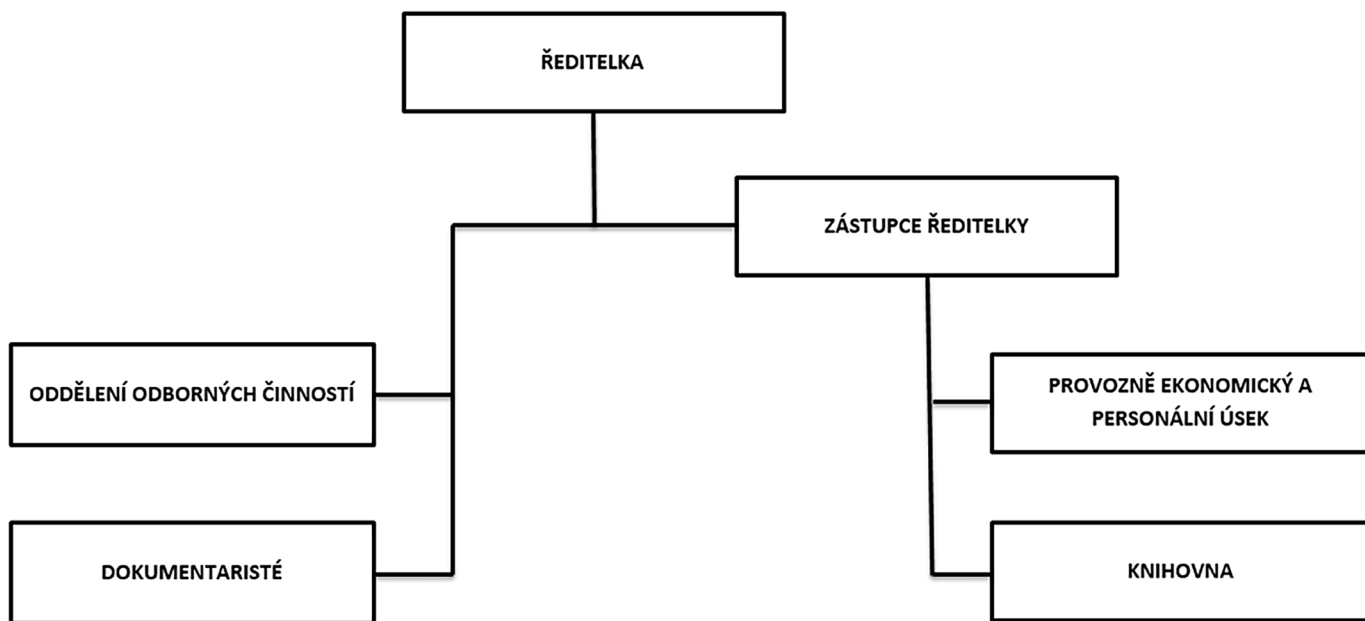 ŘEDITELKA
ZÁSTUPCE ŘEDITELKY
ODDĚLENÍ ODBORNÝCH ČINNOSTÍ
PROVOZNĚ EKONOMICKÝ A
PERSONÁLNÍ ÚSEK
DOKUMENTARISTÉ
KNIHOVNA